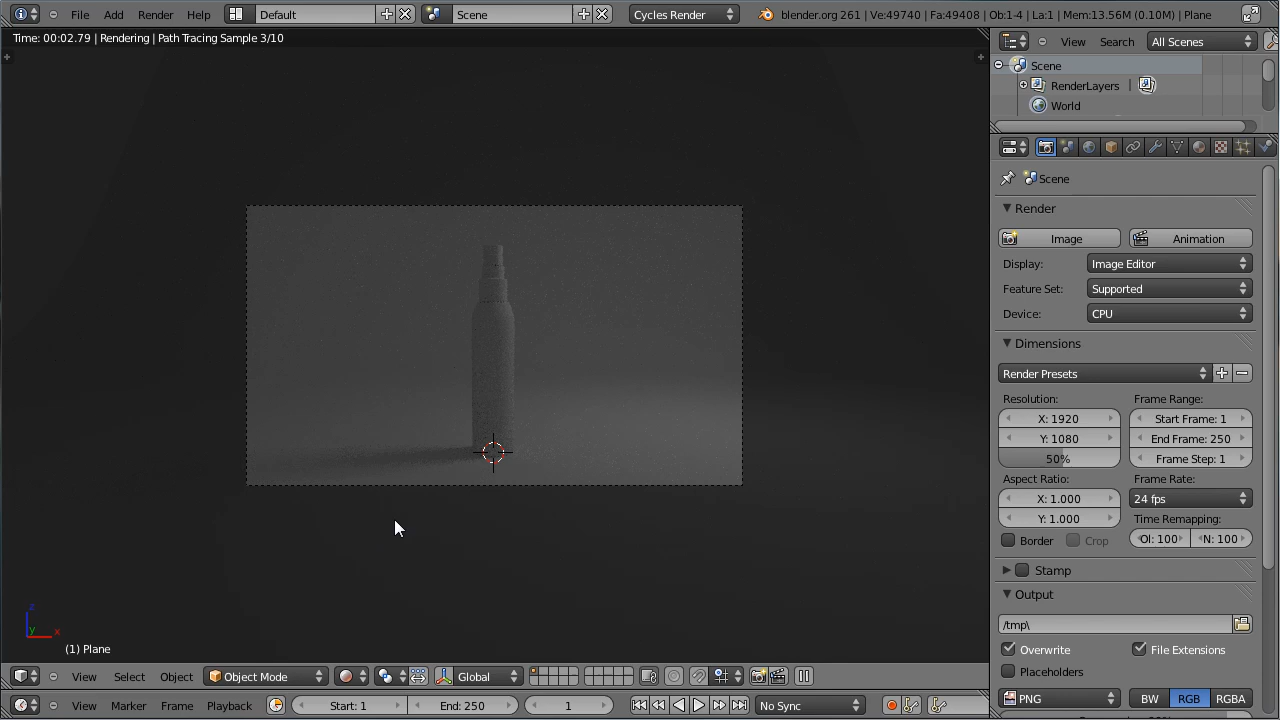 File Add Render Help Default Scene Cycles Render blender.org 261 | Ve:49740 | Fa:49408 | Ob:1-4 | La:1 | Mem:13.56M (0.10M) | Plane
Time: 00:02.79 | Rendering | Path Tracing Sample 3/10
View Search All Scenes
Scene
RenderLayers |
World
Scene
Render
Image Animation
Display: Image Editor
Feature Set: Supported
Device: CPU
Dimensions
Render Presets
Resolution: Frame Range:
X: 1920 Start Frame: 1
Y: 1080 End Frame: 250
50% Frame Step: 1
Aspect Ratio: Frame Rate:
X: 1.000 24 fps
Y: 1.000 Time Remapping:
Border Crop Ol: 100 N: 100
Stamp
Output
/tmp\
Overwrite File Extensions
Placeholders
PNG BW RGB RGBA
z
y x
(1) Plane
View Select Object Object Mode Global
View Marker Frame Playback Start: 1 End: 250 1 No Sync